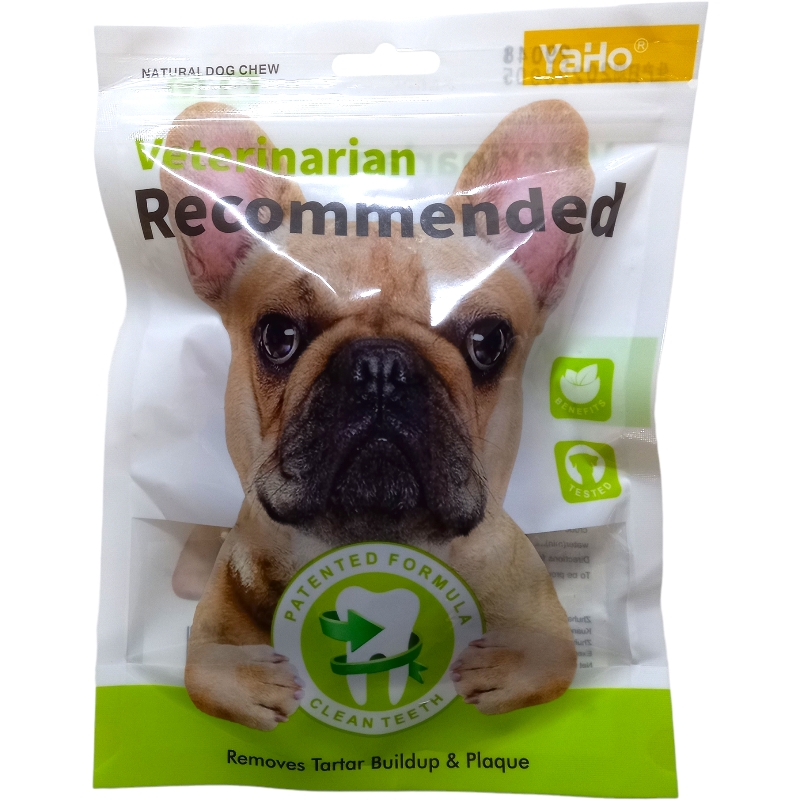 NATURAL DOG CHEW
YaHo®
Veterinarian
Recommended
BENEFITS
TESTED
PATENTED FORMULA
CLEAN TEETH
Removes Tartar Buildup & Plaque